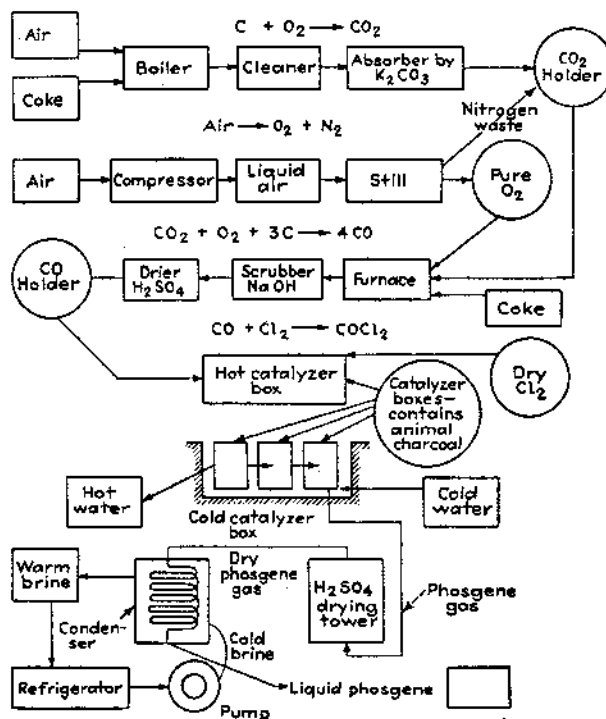 C + O₂ → CO₂
Air
Boiler
Cleaner
Absorber by
K₂CO₃
CO₂
Holder
Coke
Nitrogen
waste
Air → O₂ + N₂
Air
Compressor
Liquid
air
Still
Pure
O₂
CO₂ + O₂ + 3C → 4CO
CO
Holder
Drier
H₂SO₄
Scrubber
NaOH
Furnace
Coke
CO + Cl₂ → COCl₂
Hot catalyzer
box
Dry
Cl₂
Catalyzer
boxes-
contains
animal
charcoal
Hot
water
Cold
water
Cold catalyzer
box
Warm
brine
Dry
phosgene
gas
H₂SO₄
drying
tower
Phosgene
gas
Conden-
ser
Cold
brine
Refrigerator
Pump
Liquid phosgene